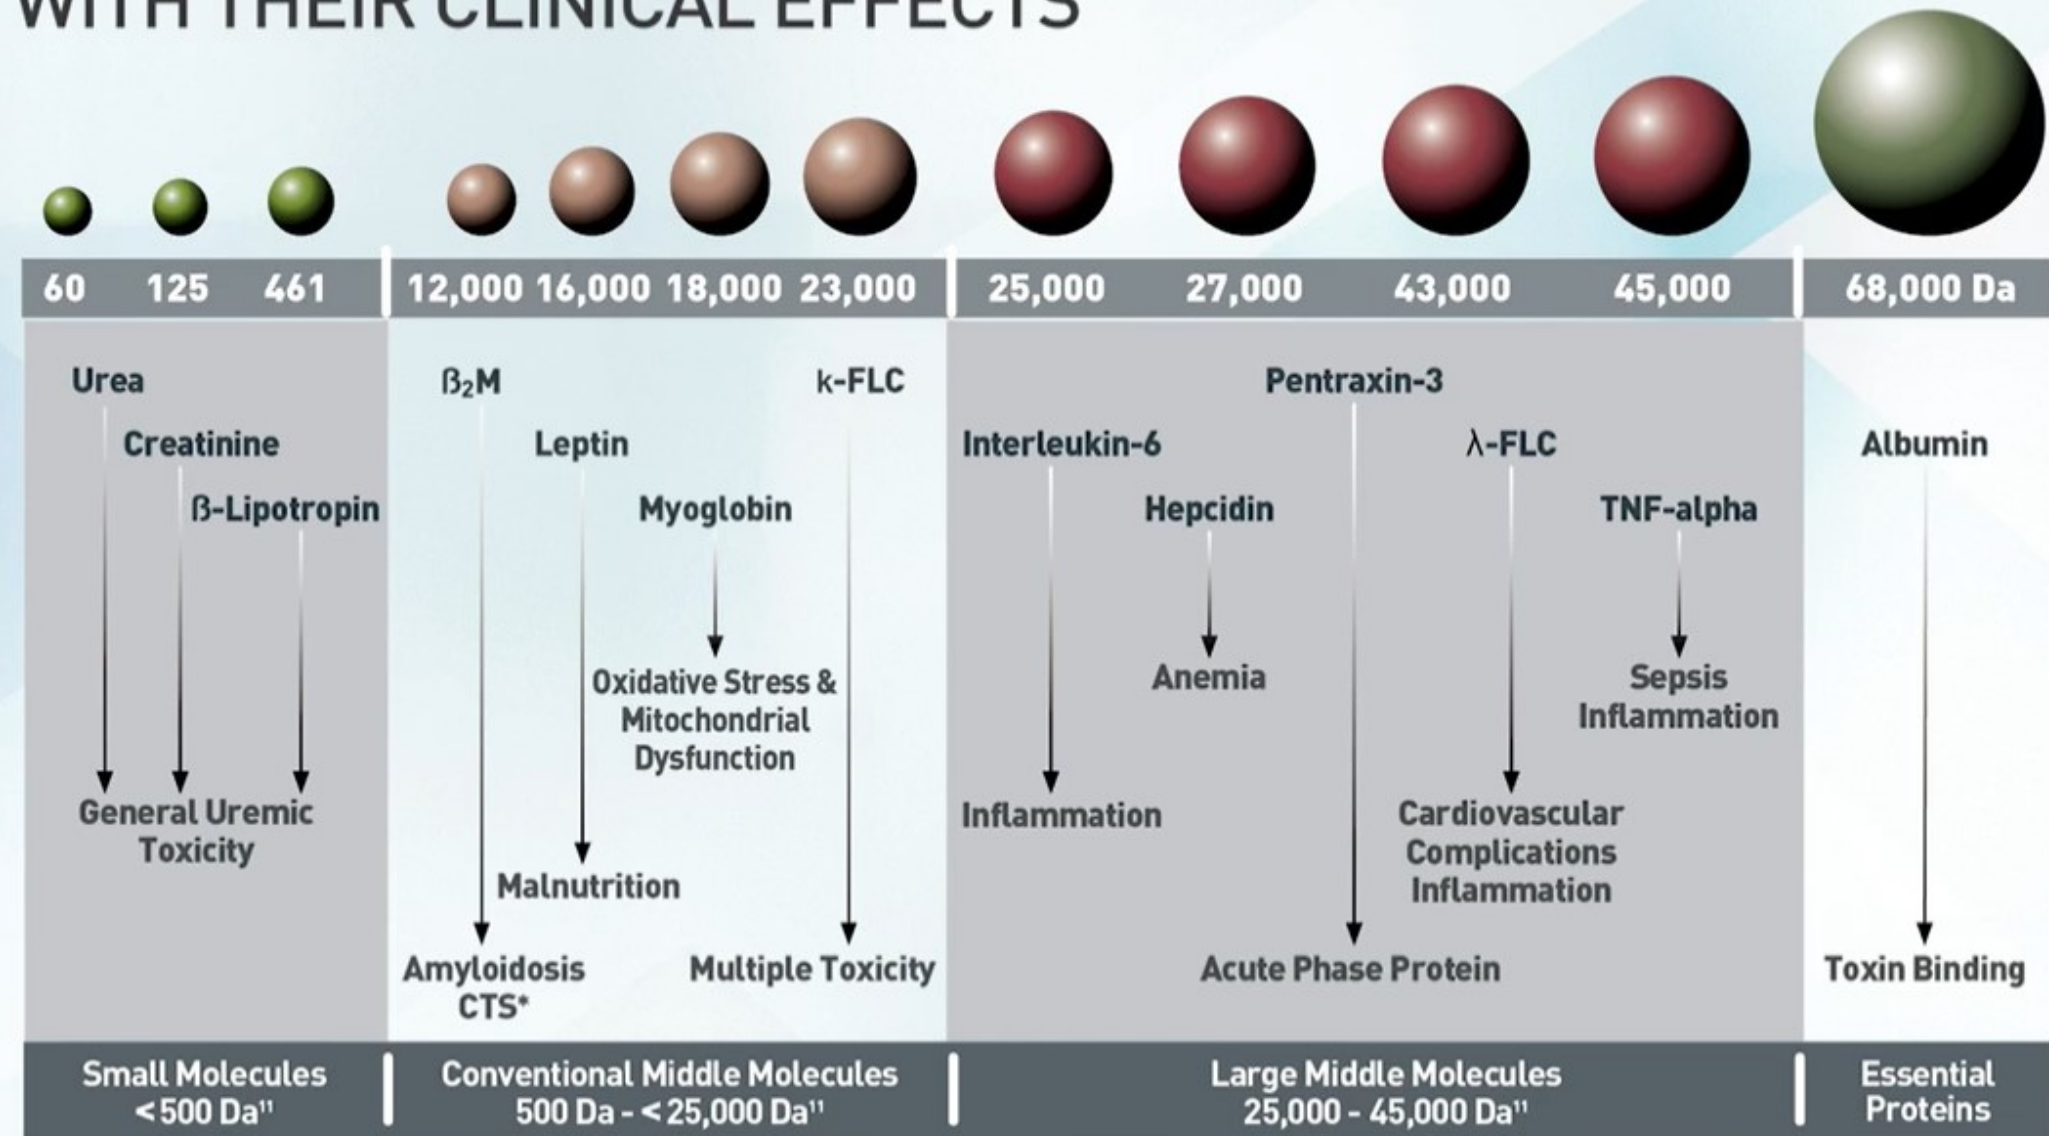 WITH THEIR CLINICAL EFFECTS
60 125 461 12,000 16,000 18,000 23,000 25,000 27,000 43,000 45,000 68,000 Da
Urea
Creatinine
ß-Lipotropin
General Uremic
Toxicity
ß₂M
Leptin
Myoglobin
k-FLC
Oxidative Stress &
Mitochondrial
Dysfunction
Malnutrition
Amyloidosis
CTS*
Multiple Toxicity
Pentraxin-3
Interleukin-6
λ-FLC
Hepcidin
TNF-alpha
Anemia
Sepsis
Inflammation
Inflammation
Cardiovascular
Complications
Inflammation
Acute Phase Protein
Albumin
Toxin Binding
Small Molecules
<500 Da¹¹
Conventional Middle Molecules
500 Da - < 25,000 Da¹¹
Large Middle Molecules
25,000 - 45,000 Da¹¹
Essential
Proteins